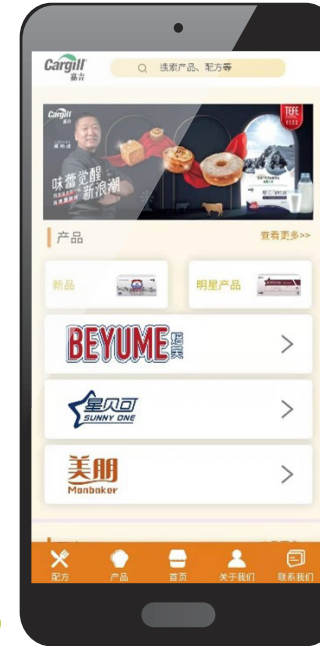 Cargill
嘉吉
搜索产品、配方等
Cargill
嘉吉
味蕾觉醒
新浪潮
TEFE
产品
查看更多>>
新品
明星产品
BEYUME
SUNNY ONE
星贝可
美朋
Monbaker
配方
产品
首页
关于我们
联系我们